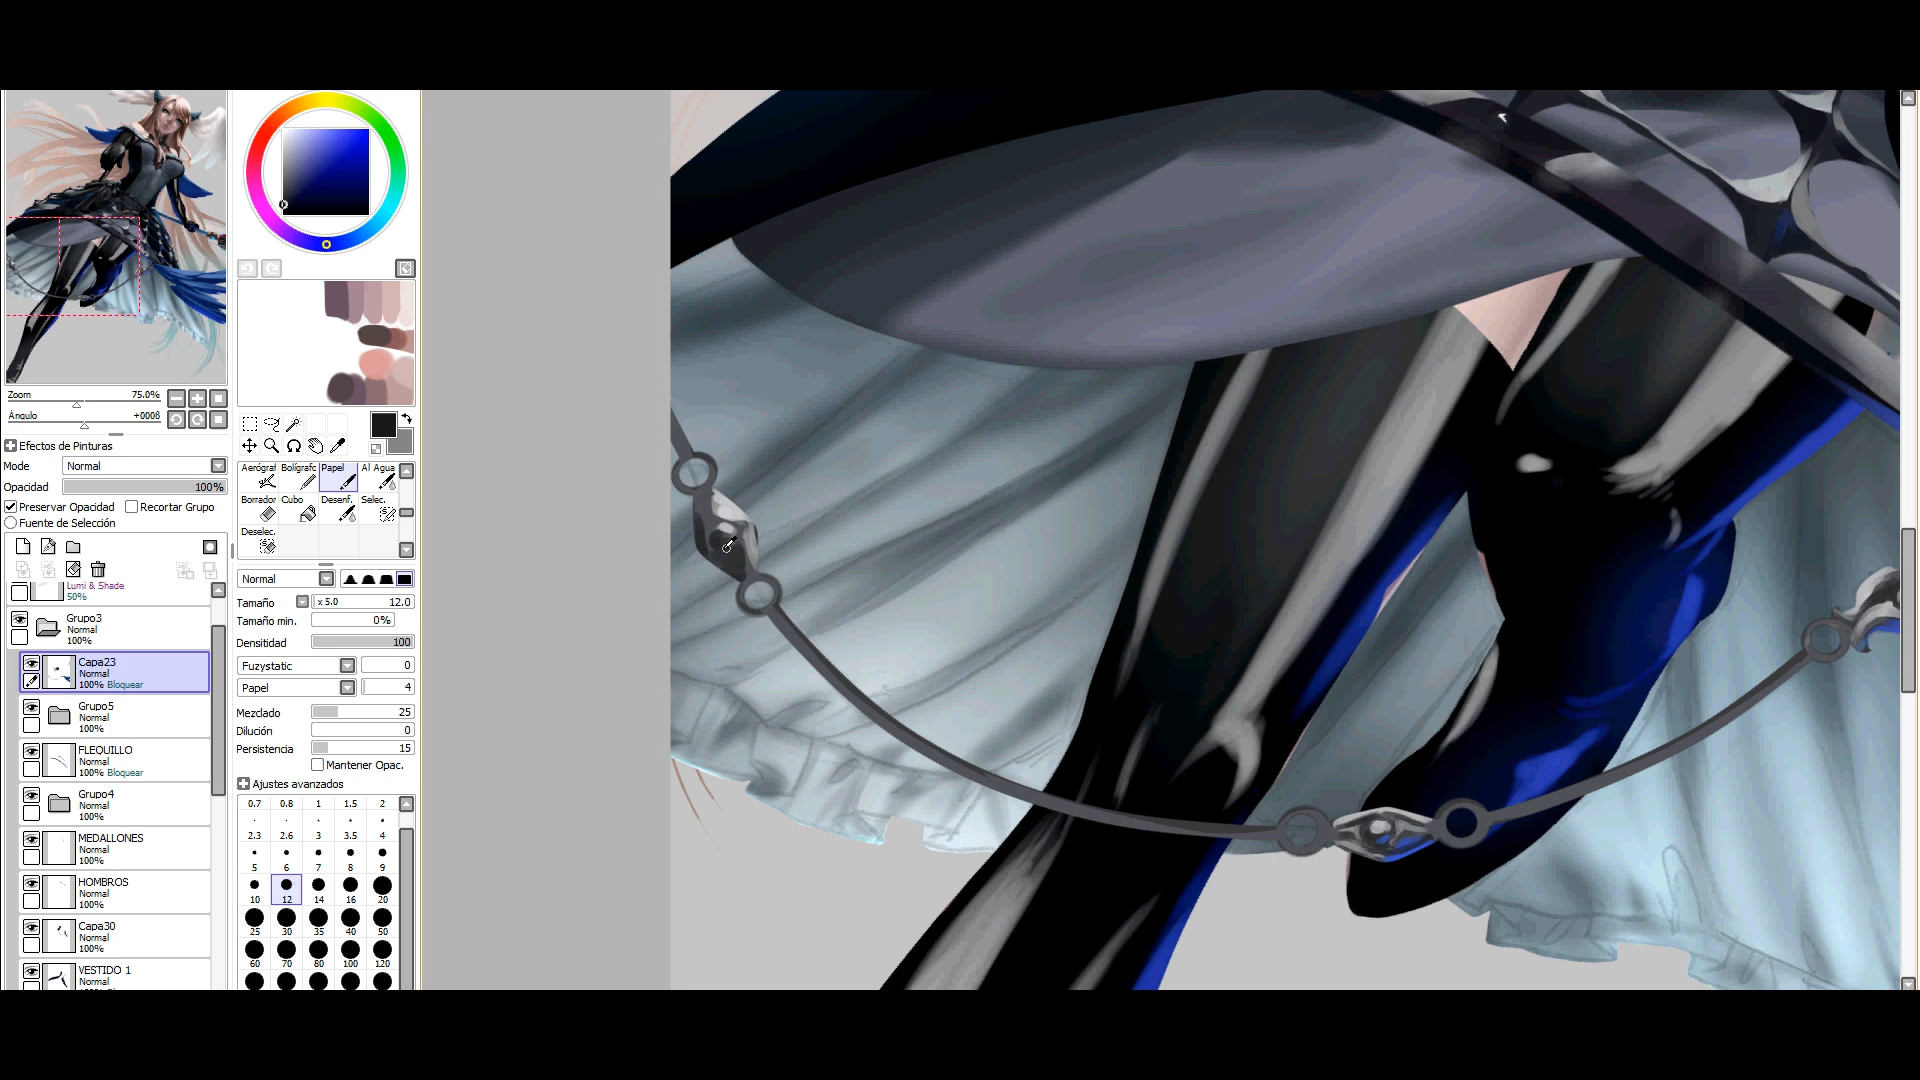 Zoom 75.0%
Ángulo +0008
Efectos de Pinturas
Mode Normal
Opacidad 100%
Preservar Opacidad Recortar Grupo
Fuente de Selección
Lumi & Shade
50%
Grupo3
Normal
100%
Capa23
Normal
100% Bloquear
Grupo5
Normal
100%
FLEQUILLO
Normal
100% Bloquear
Grupo4
Normal
100%
MEDALLONES
Normal
100%
HOMBROS
Normal
100%
Capa30
Normal
100%
VESTIDO 1
Normal
Aerógraf Bolígrafc Papel Al Agua
Borrador Cubo Desenf. Selec.
Deselec.
Normal
Tamaño x 5.0 12.0
Tamaño min. 0%
Densitidad 100
Fuzystatic 0
Papel 4
Mezclado 25
Dilución 0
Persistencia 15
Mantener Opac.
Ajustes avanzados
0.7 0.8 1 1.5 2
2.3 2.6 3 3.5 4
5 6 7 8 9
10 12 14 16 20
25 30 35 40 50
60 70 80 100 120